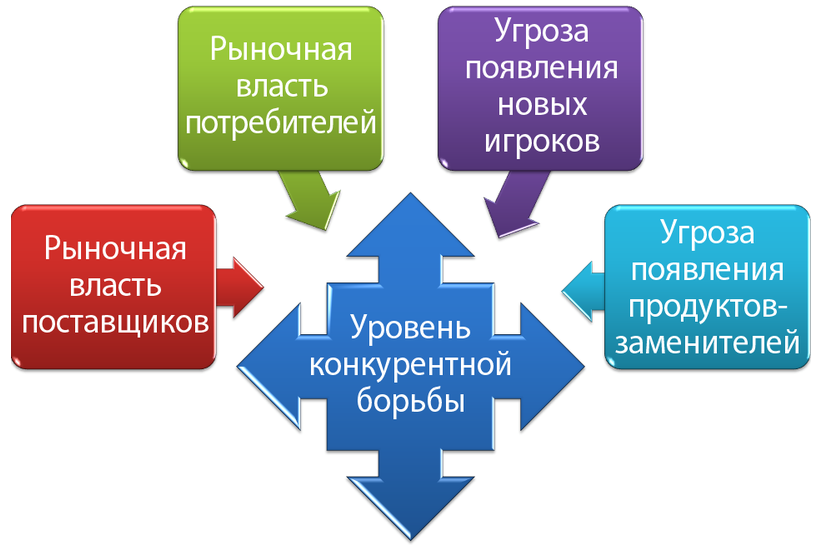 Рыночная
власть
потребителей
Угроза
появления
новых
игроков
Рыночная
власть
поставщиков
Угроза
появления
продуктов-
заменителей
Уровень
конкурентной
борьбы